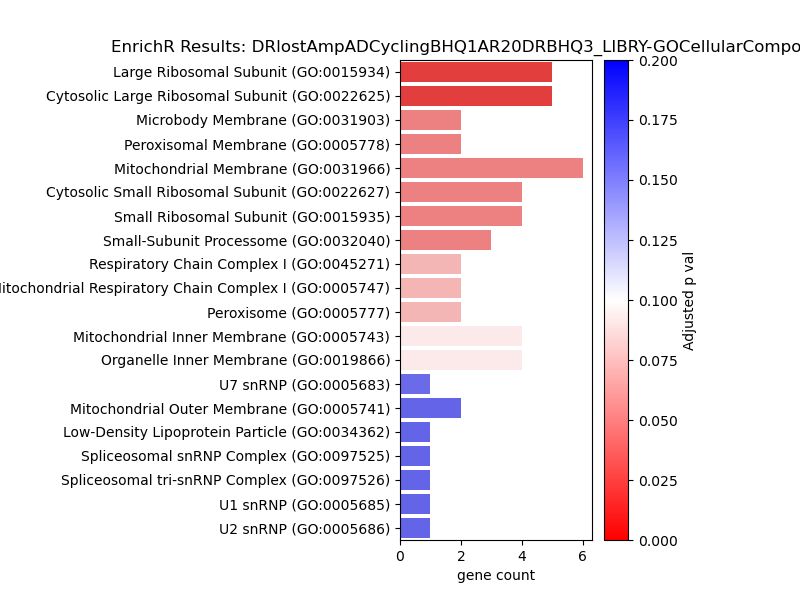 EnrichR Results: DRlostAmpADCyclingBHQ1AR20DRBHQ3_LIBRY-GOCellularCompo
Large Ribosomal Subunit (GO:0015934)
Cytosolic Large Ribosomal Subunit (GO:0022625)
Microbody Membrane (GO:0031903)
Peroxisomal Membrane (GO:0005778)
Mitochondrial Membrane (GO:0031966)
Cytosolic Small Ribosomal Subunit (GO:0022627)
Small Ribosomal Subunit (GO:0015935)
Small-Subunit Processome (GO:0032040)
Respiratory Chain Complex I (GO:0045271)
itochondrial Respiratory Chain Complex I (GO:0005747)
Peroxisome (GO:0005777)
Mitochondrial Inner Membrane (GO:0005743)
Organelle Inner Membrane (GO:0019866)
U7 snRNP (GO:0005683)
Mitochondrial Outer Membrane (GO:0005741)
Low-Density Lipoprotein Particle (GO:0034362)
Spliceosomal snRNP Complex (GO:0097525)
Spliceosomal tri-snRNP Complex (GO:0097526)
U1 snRNP (GO:0005685)
U2 snRNP (GO:0005686)
0 2 4 6
gene count
0.200
0.175
0.150
0.125
0.100
0.075
0.050
0.025
0.000
Adjusted p val